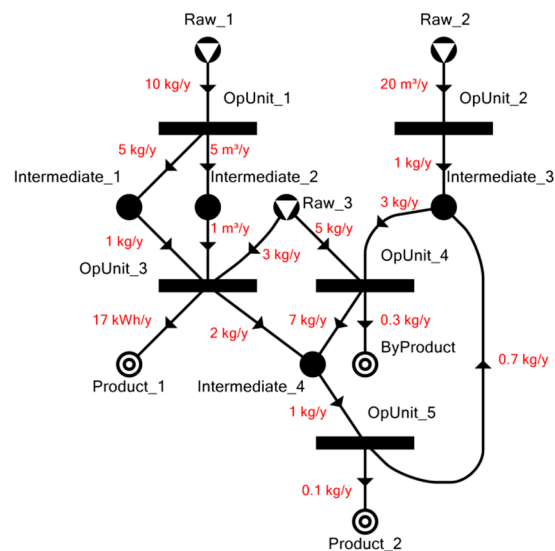 Raw_1
Raw_2
10 kg/y
20 m³/y
OpUnit_1
OpUnit_2
5 kg/y
5 m³/y
1 kg/y
Intermediate_1
Intermediate_2
Intermediate_3
Raw_3
3 kg/y
1 kg/y
1 m³/y
3 kg/y
5 kg/y
OpUnit_3
OpUnit_4
17 kWh/y
2 kg/y
7 kg/y
0.3 kg/y
ByProduct
0.7 kg/y
Product_1
Intermediate_4
1 kg/y
OpUnit_5
0.1 kg/y
Product_2